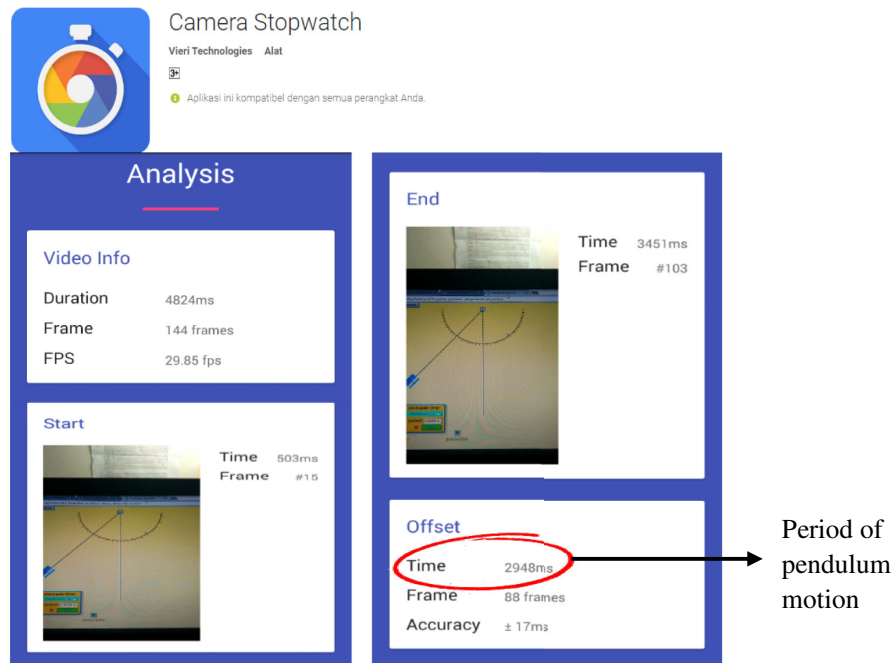 Camera Stopwatch
Vieri Technologies Alat
3+
Aplikasi ini kompatibel dengan semua perangkat Anda.
Analysis
Video Info
Duration 4824ms
Frame 144 frames
FPS 29.85 fps
Start
Time 503ms
Frame #15
End
Time 3451ms
Frame #103
Offset
Time 2948ms
Frame 88 frames
Accuracy ± 17ms
Period of
pendulum
motion